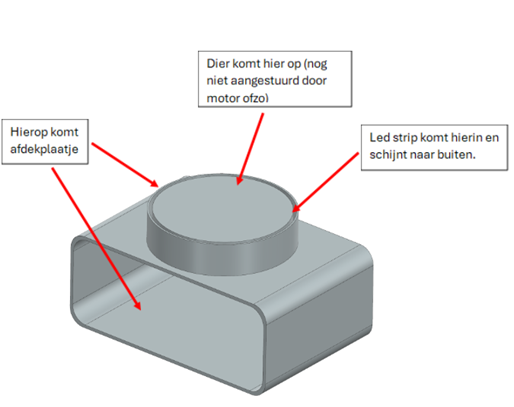 Dier komt hier op (nog
niet aangestuurd door
motor ofzo)
Hierop komt
afdekplaatje
Led strip komt hierin en
schijnt naar buiten.